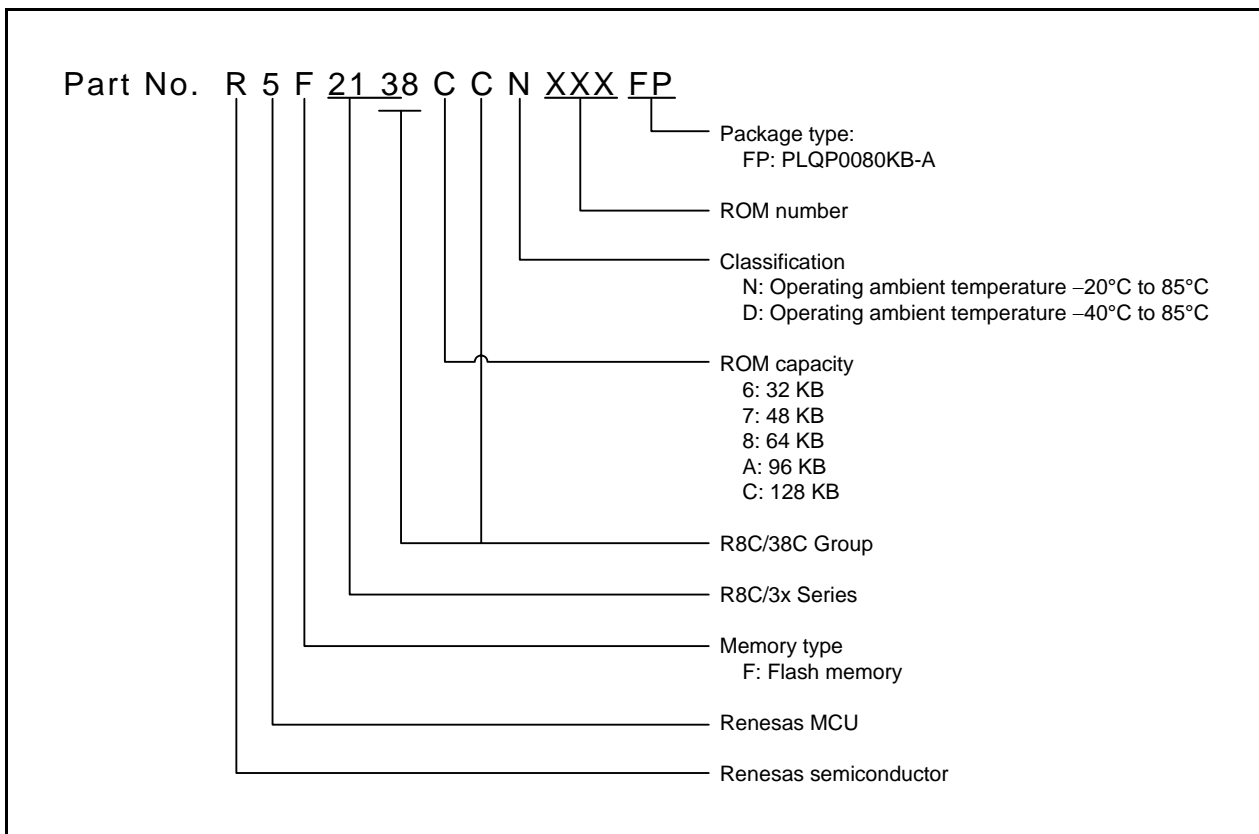 Part No. R 5 F 21 38 C C N XXX FP
Package type:
FP: PLQP0080KB-A
ROM number
Classification
N: Operating ambient temperature −20°C to 85°C
D: Operating ambient temperature −40°C to 85°C
ROM capacity
6: 32 KB
7: 48 KB
8: 64 KB
A: 96 KB
C: 128 KB
R8C/38C Group
R8C/3x Series
Memory type
F: Flash memory
Renesas MCU
Renesas semiconductor